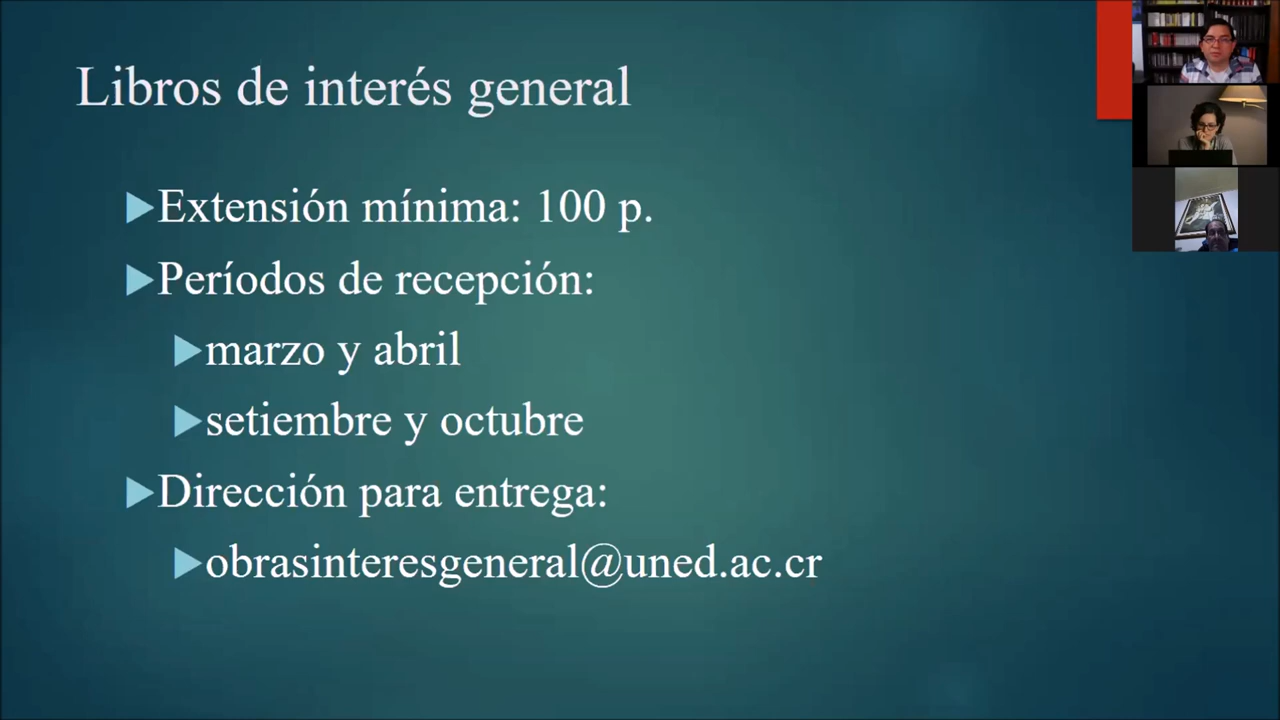 Libros de interés general
Extensión mínima: 100 p.
Períodos de recepción:
marzo y abril
setiembre y octubre
Dirección para entrega:
obrasinteresgeneral@uned.ac.cr